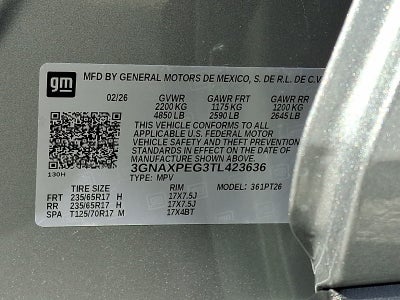 gm MFD BY GENERAL MOTORS DE MEXICO, S. DE R.L. DE C.V
02/26 GVWR GAWR FRT GAWR RR
2200 KG 1175 KG 1200 KG
4850 LB 2590 LB 2645 LB
THIS VEHICLE CONFORMS TO ALL
APPLICABLE U.S. FEDERAL MOTOR
VEHICLE SAFETY AND THEFT PREVENTION
STANDARDS IN EFFECT ON THE DATE
OF MANUFACTURE SHOWN ABOVE.
3GNAXPEG3TL423636
130H TYPE: MPV
TIRE SIZE RIM MODEL: 361PT26
FRT 235/65R17 H 17X7.5J
RR 235/65R17 H 17X7.5J
SPA T125/70R17 M 17X4BT